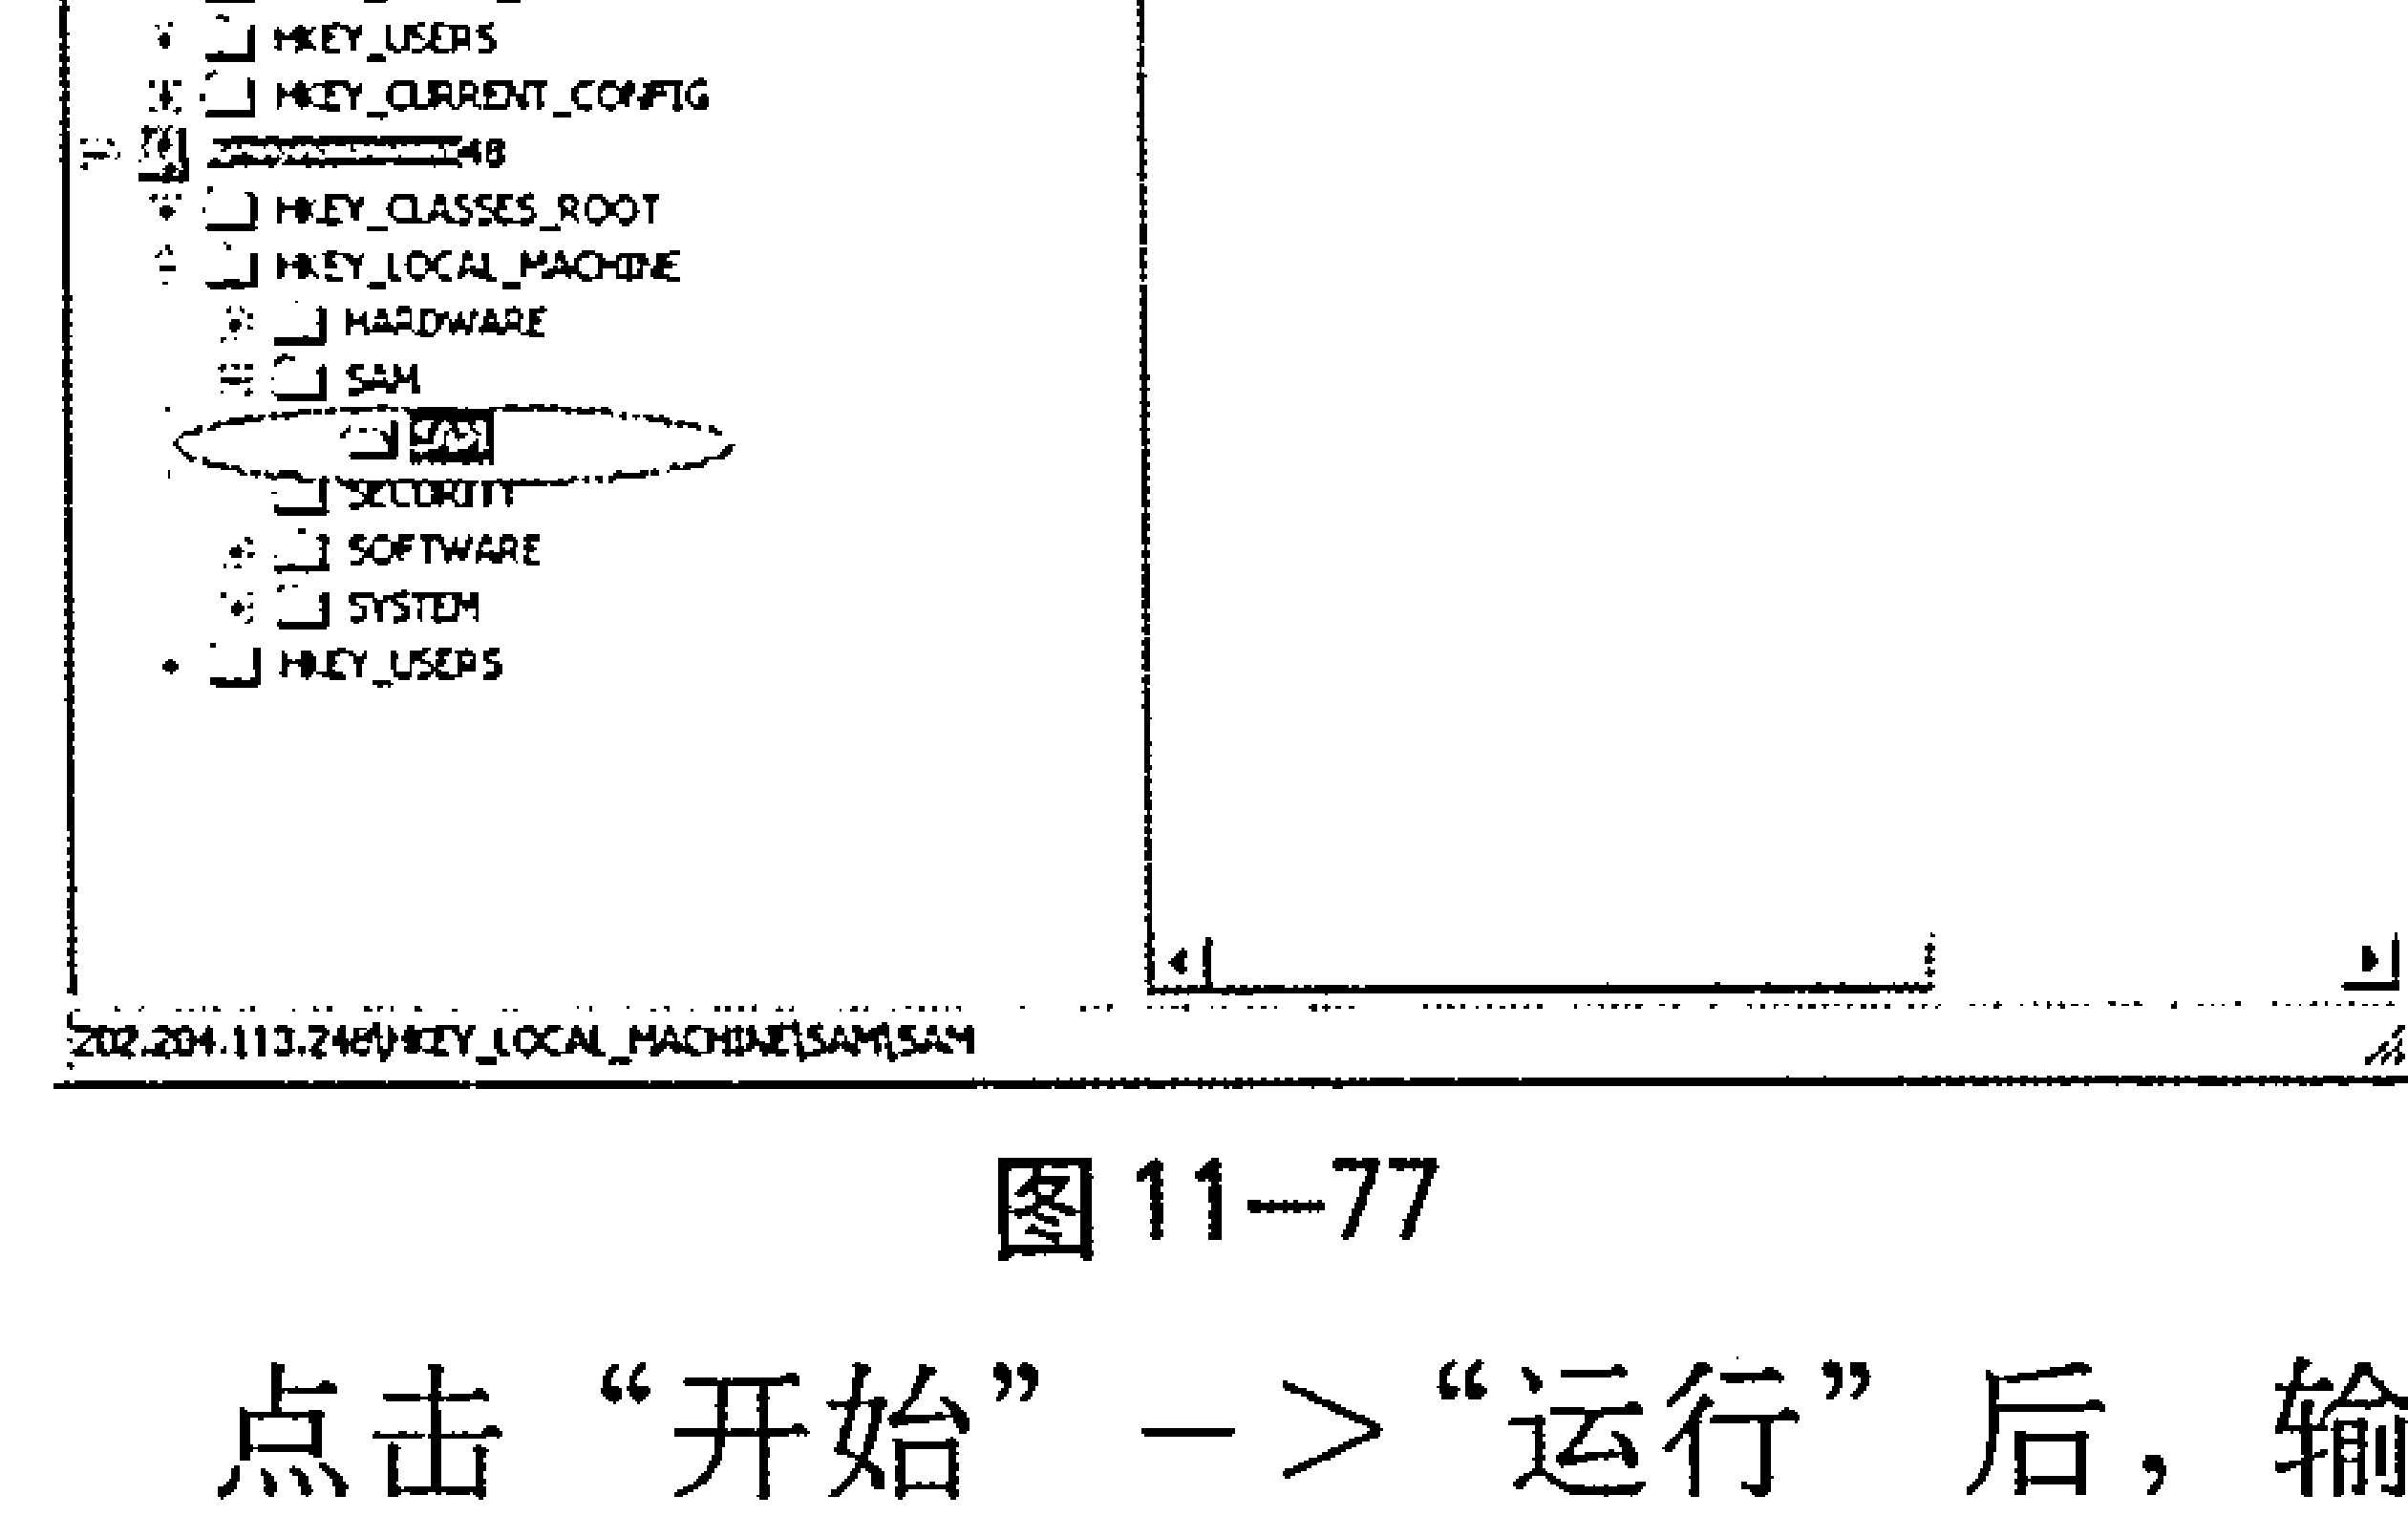 HKEY_USERS
HKEY_CURRENT_CONFIG
48
HKEY_CLASSES_ROOT
HKEY_LOCAL_MACHINE
HARDWARE
SAM
SECURITY
SOFTWARE
SYSTEM
HKEY_USERS
202.204.113.248\HKEY_LOCAL_MACHINE\SAM\SAM
图 11—77
点击“开始”－＞“运行”后，输